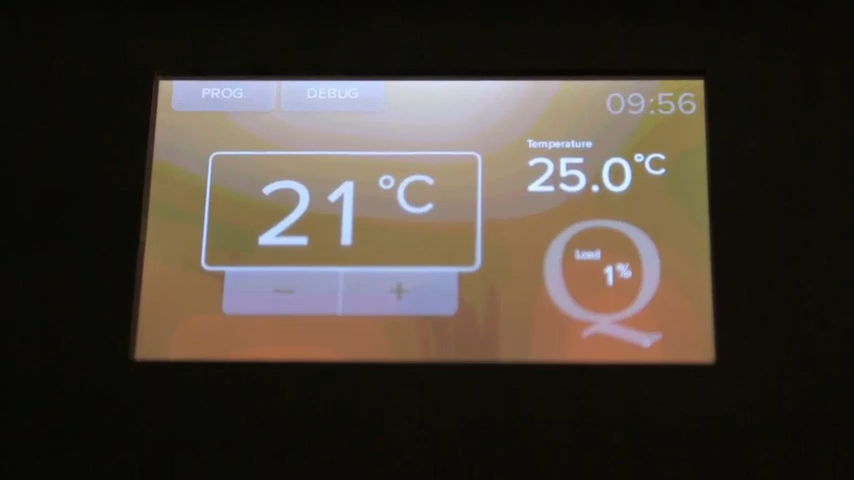 PROG. DEBUG
09:56
Temperature
25.0°C
21°C
Load
1%
Q
− +